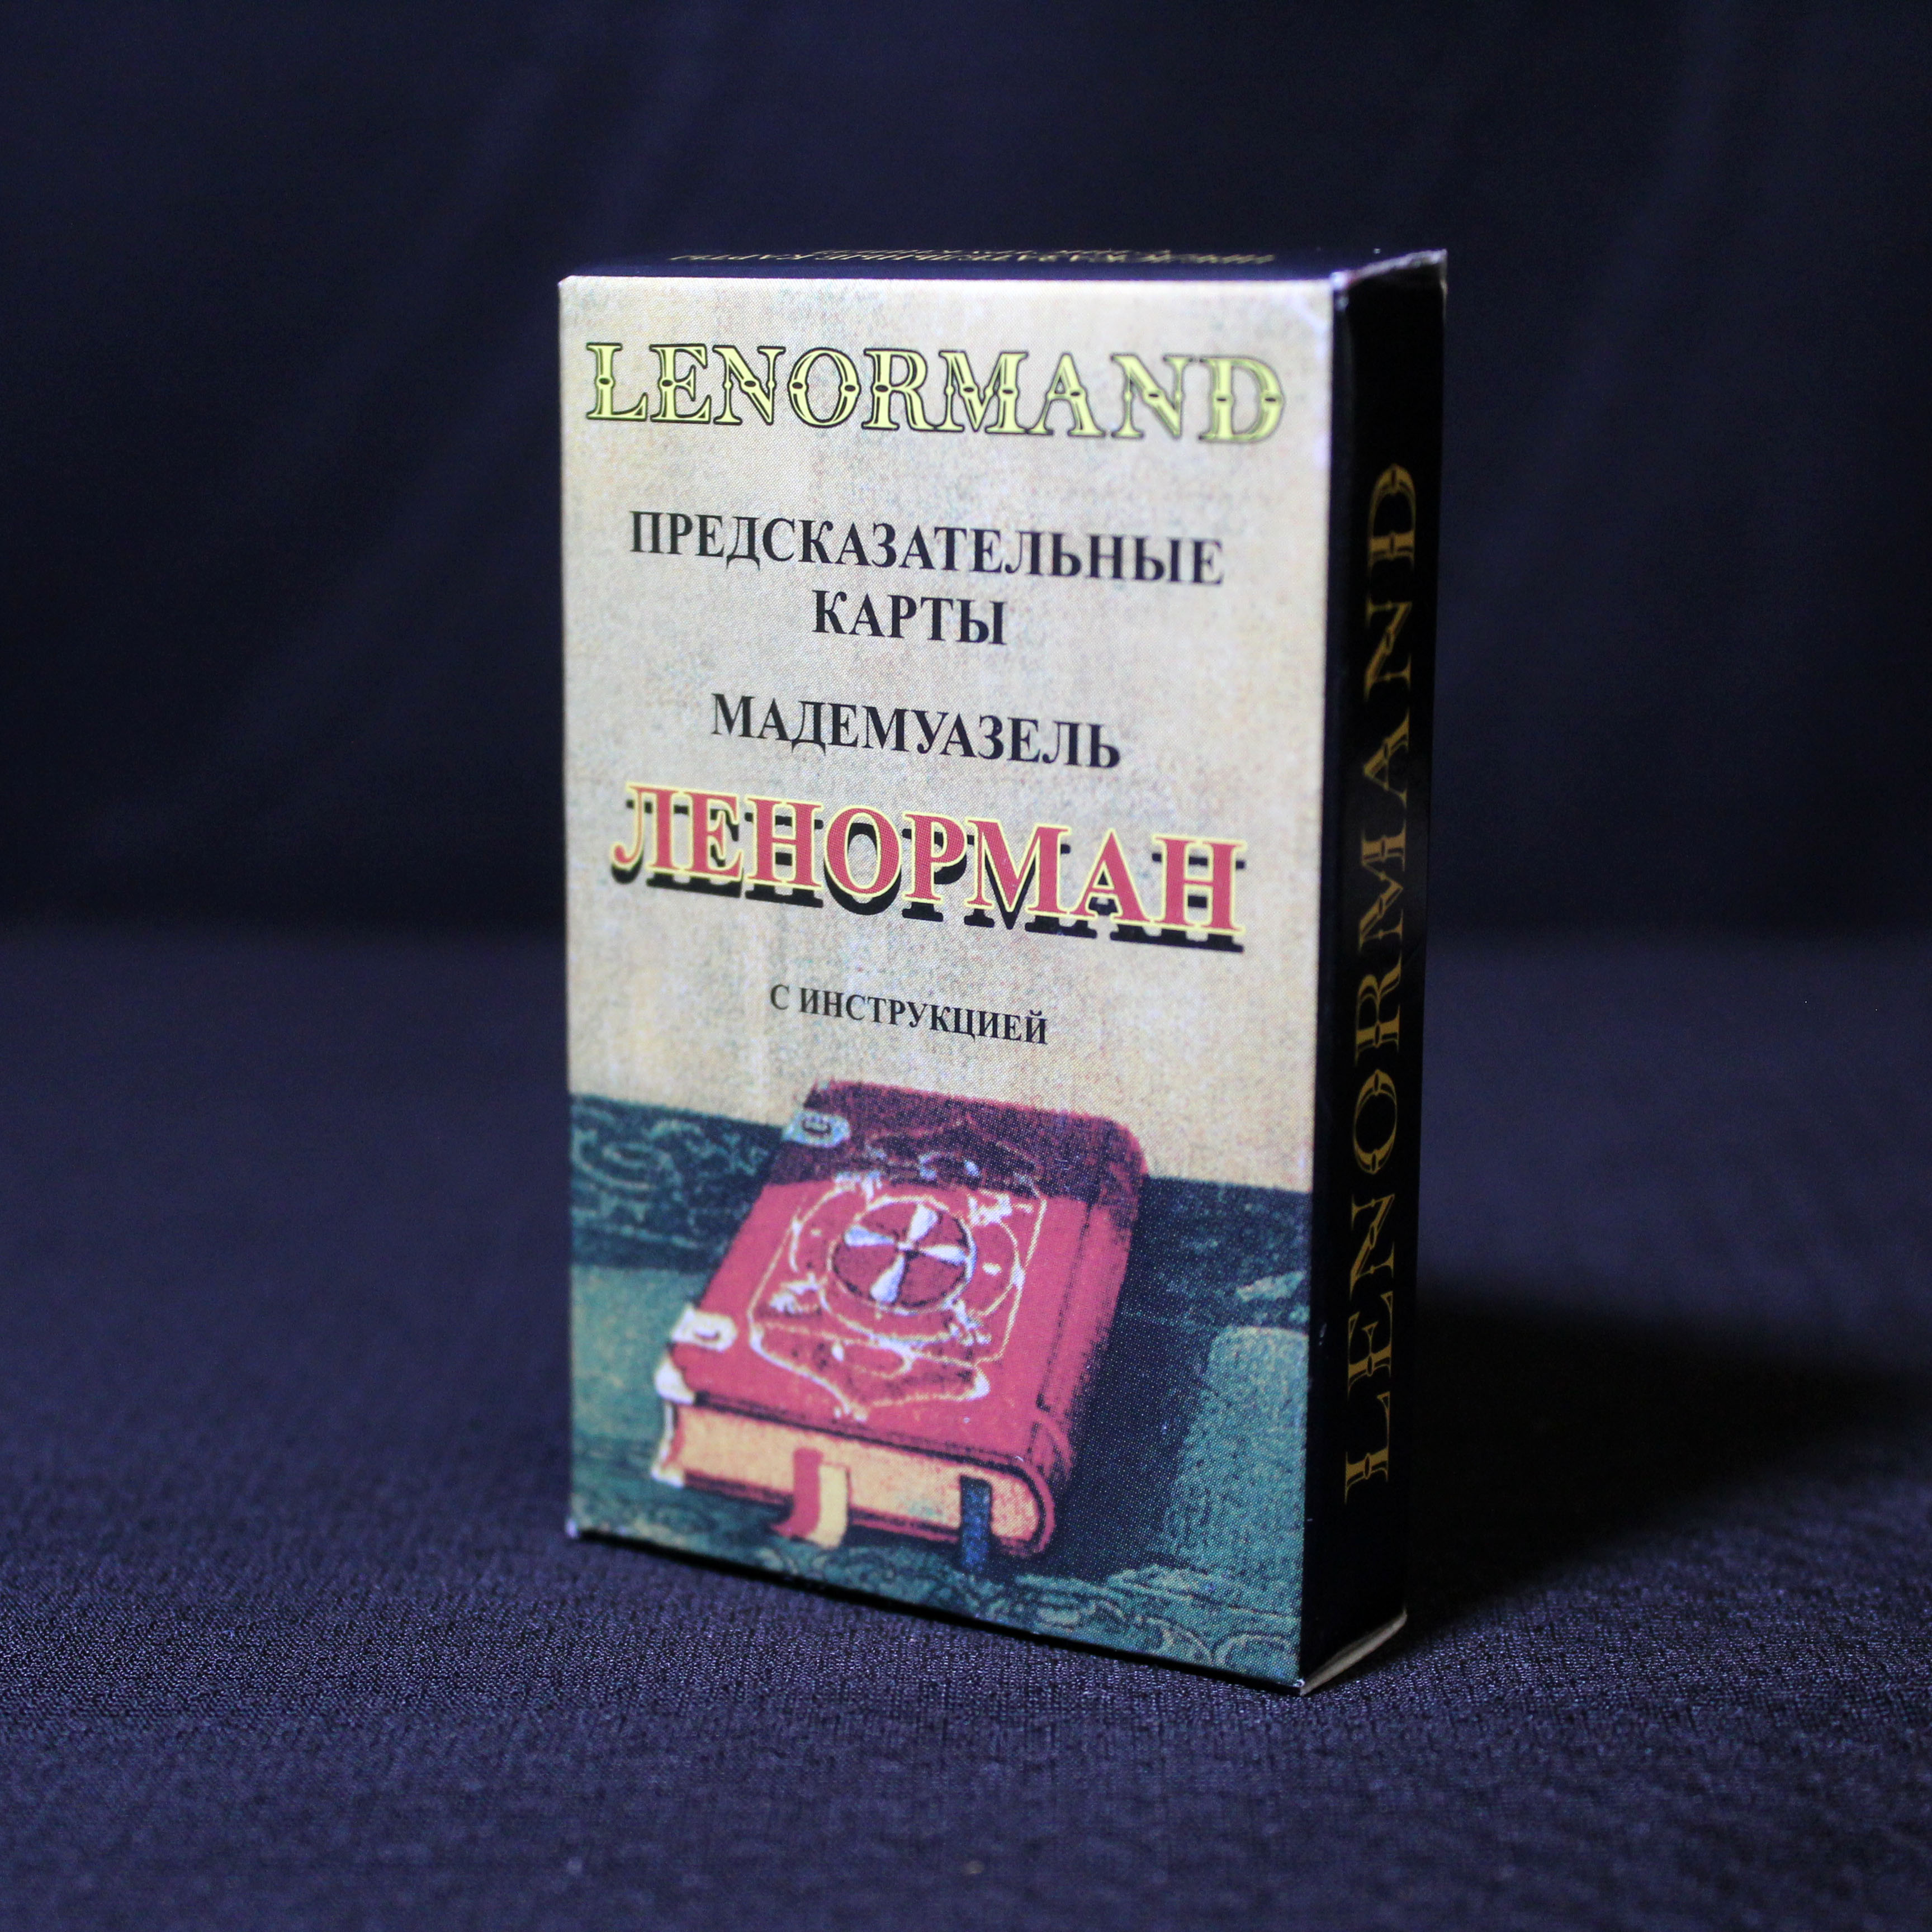 LENORMAND
ПРЕДСКАЗАТЕЛЬНЫЕ
КАРТЫ
МАДЕМУАЗЕЛЬ
ЛЕНОРМАН
С ИНСТРУКЦИЕЙ
LENORMAND